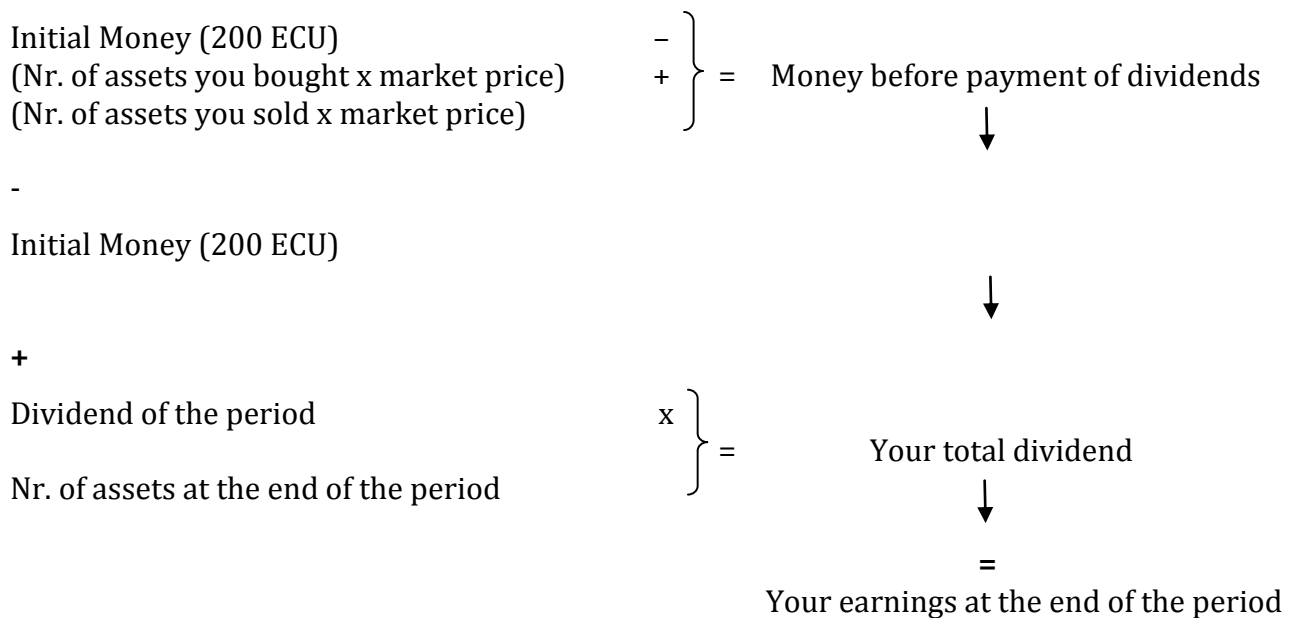 Initial Money (200 ECU) –
(Nr. of assets you bought x market price) + = Money before payment of dividends
(Nr. of assets you sold x market price)
-
Initial Money (200 ECU)
+
Dividend of the period x
= Your total dividend
Nr. of assets at the end of the period
=
Your earnings at the end of the period